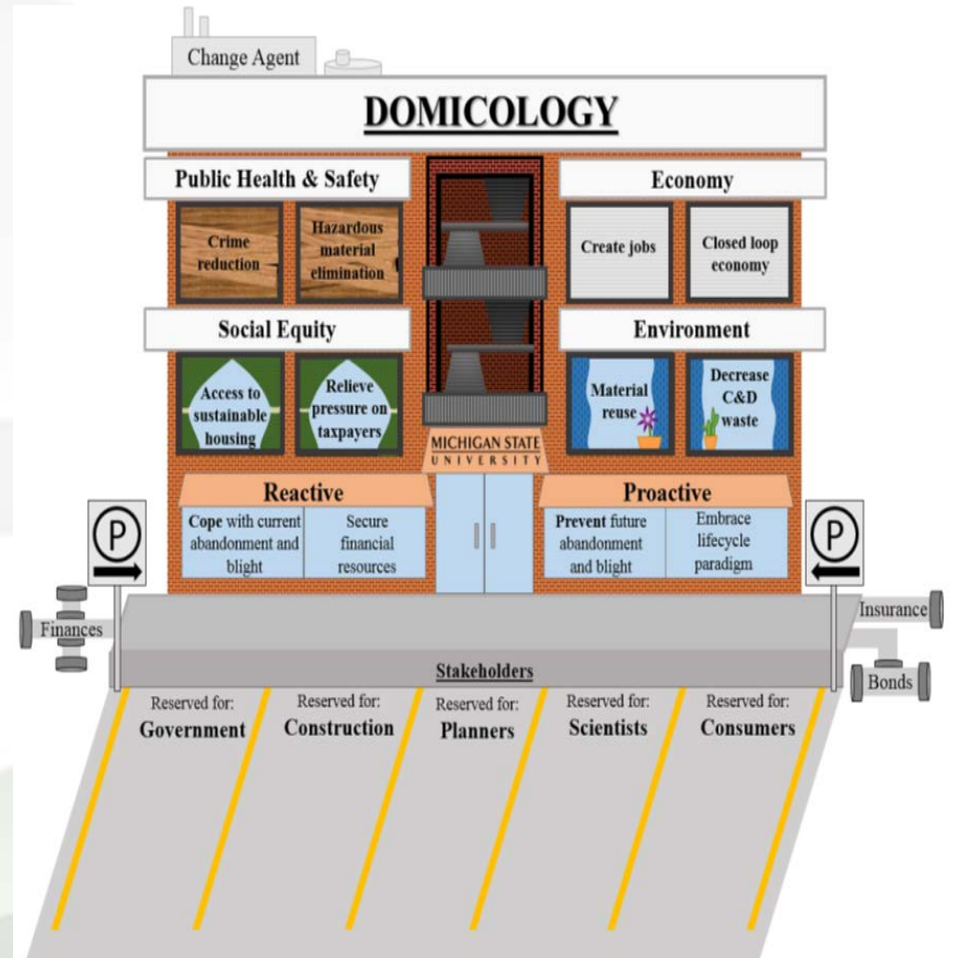 Change Agent
DOMICOLOGY
Public Health & Safety
Crime
reduction
Hazardous
material
elimination
Economy
Create jobs
Closed loop
economy
Social Equity
Access to
sustainable
housing
Relieve
pressure on
taxpayers
Environment
Material
reuse
Decrease
C&D
waste
MICHIGAN STATE
UNIVERSITY
Reactive
Cope with current
abandonment and
blight
Secure
financial
resources
Proactive
Prevent future
abandonment
and blight
Embrace
lifecycle
paradigm
P
P
Finances
Insurance
Bonds
Stakeholders
Reserved for:
Government
Reserved for:
Construction
Reserved for:
Planners
Reserved for:
Scientists
Reserved for:
Consumers